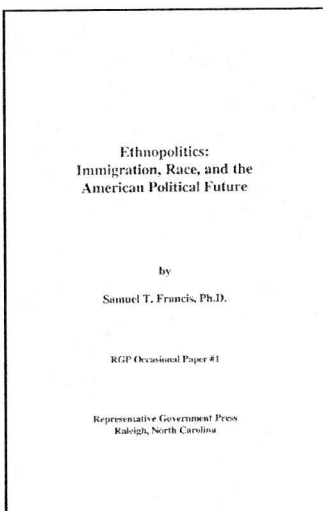 Ethnopolitics:
Immigration, Race, and the
American Political Future
by
Samuel T. Francis, Ph.D.
RGP Occasional Paper #1
Representative Government Press
Raleigh, North Carolina